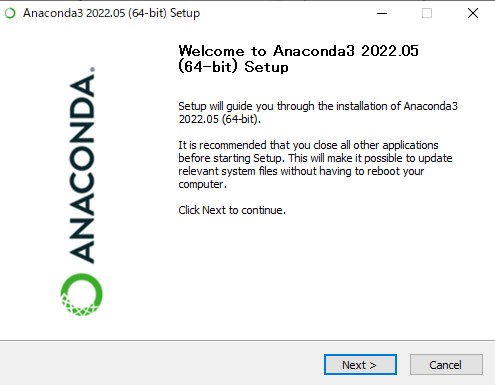 Anaconda3 2022.05 (64-bit) Setup
Welcome to Anaconda3 2022.05
(64-bit) Setup
Setup will guide you through the installation of Anaconda3
2022.05 (64-bit).
It is recommended that you close all other applications
before starting Setup. This will make it possible to update
relevant system files without having to reboot your
computer.
Click Next to continue.
ANACONDA.
Next >
Cancel